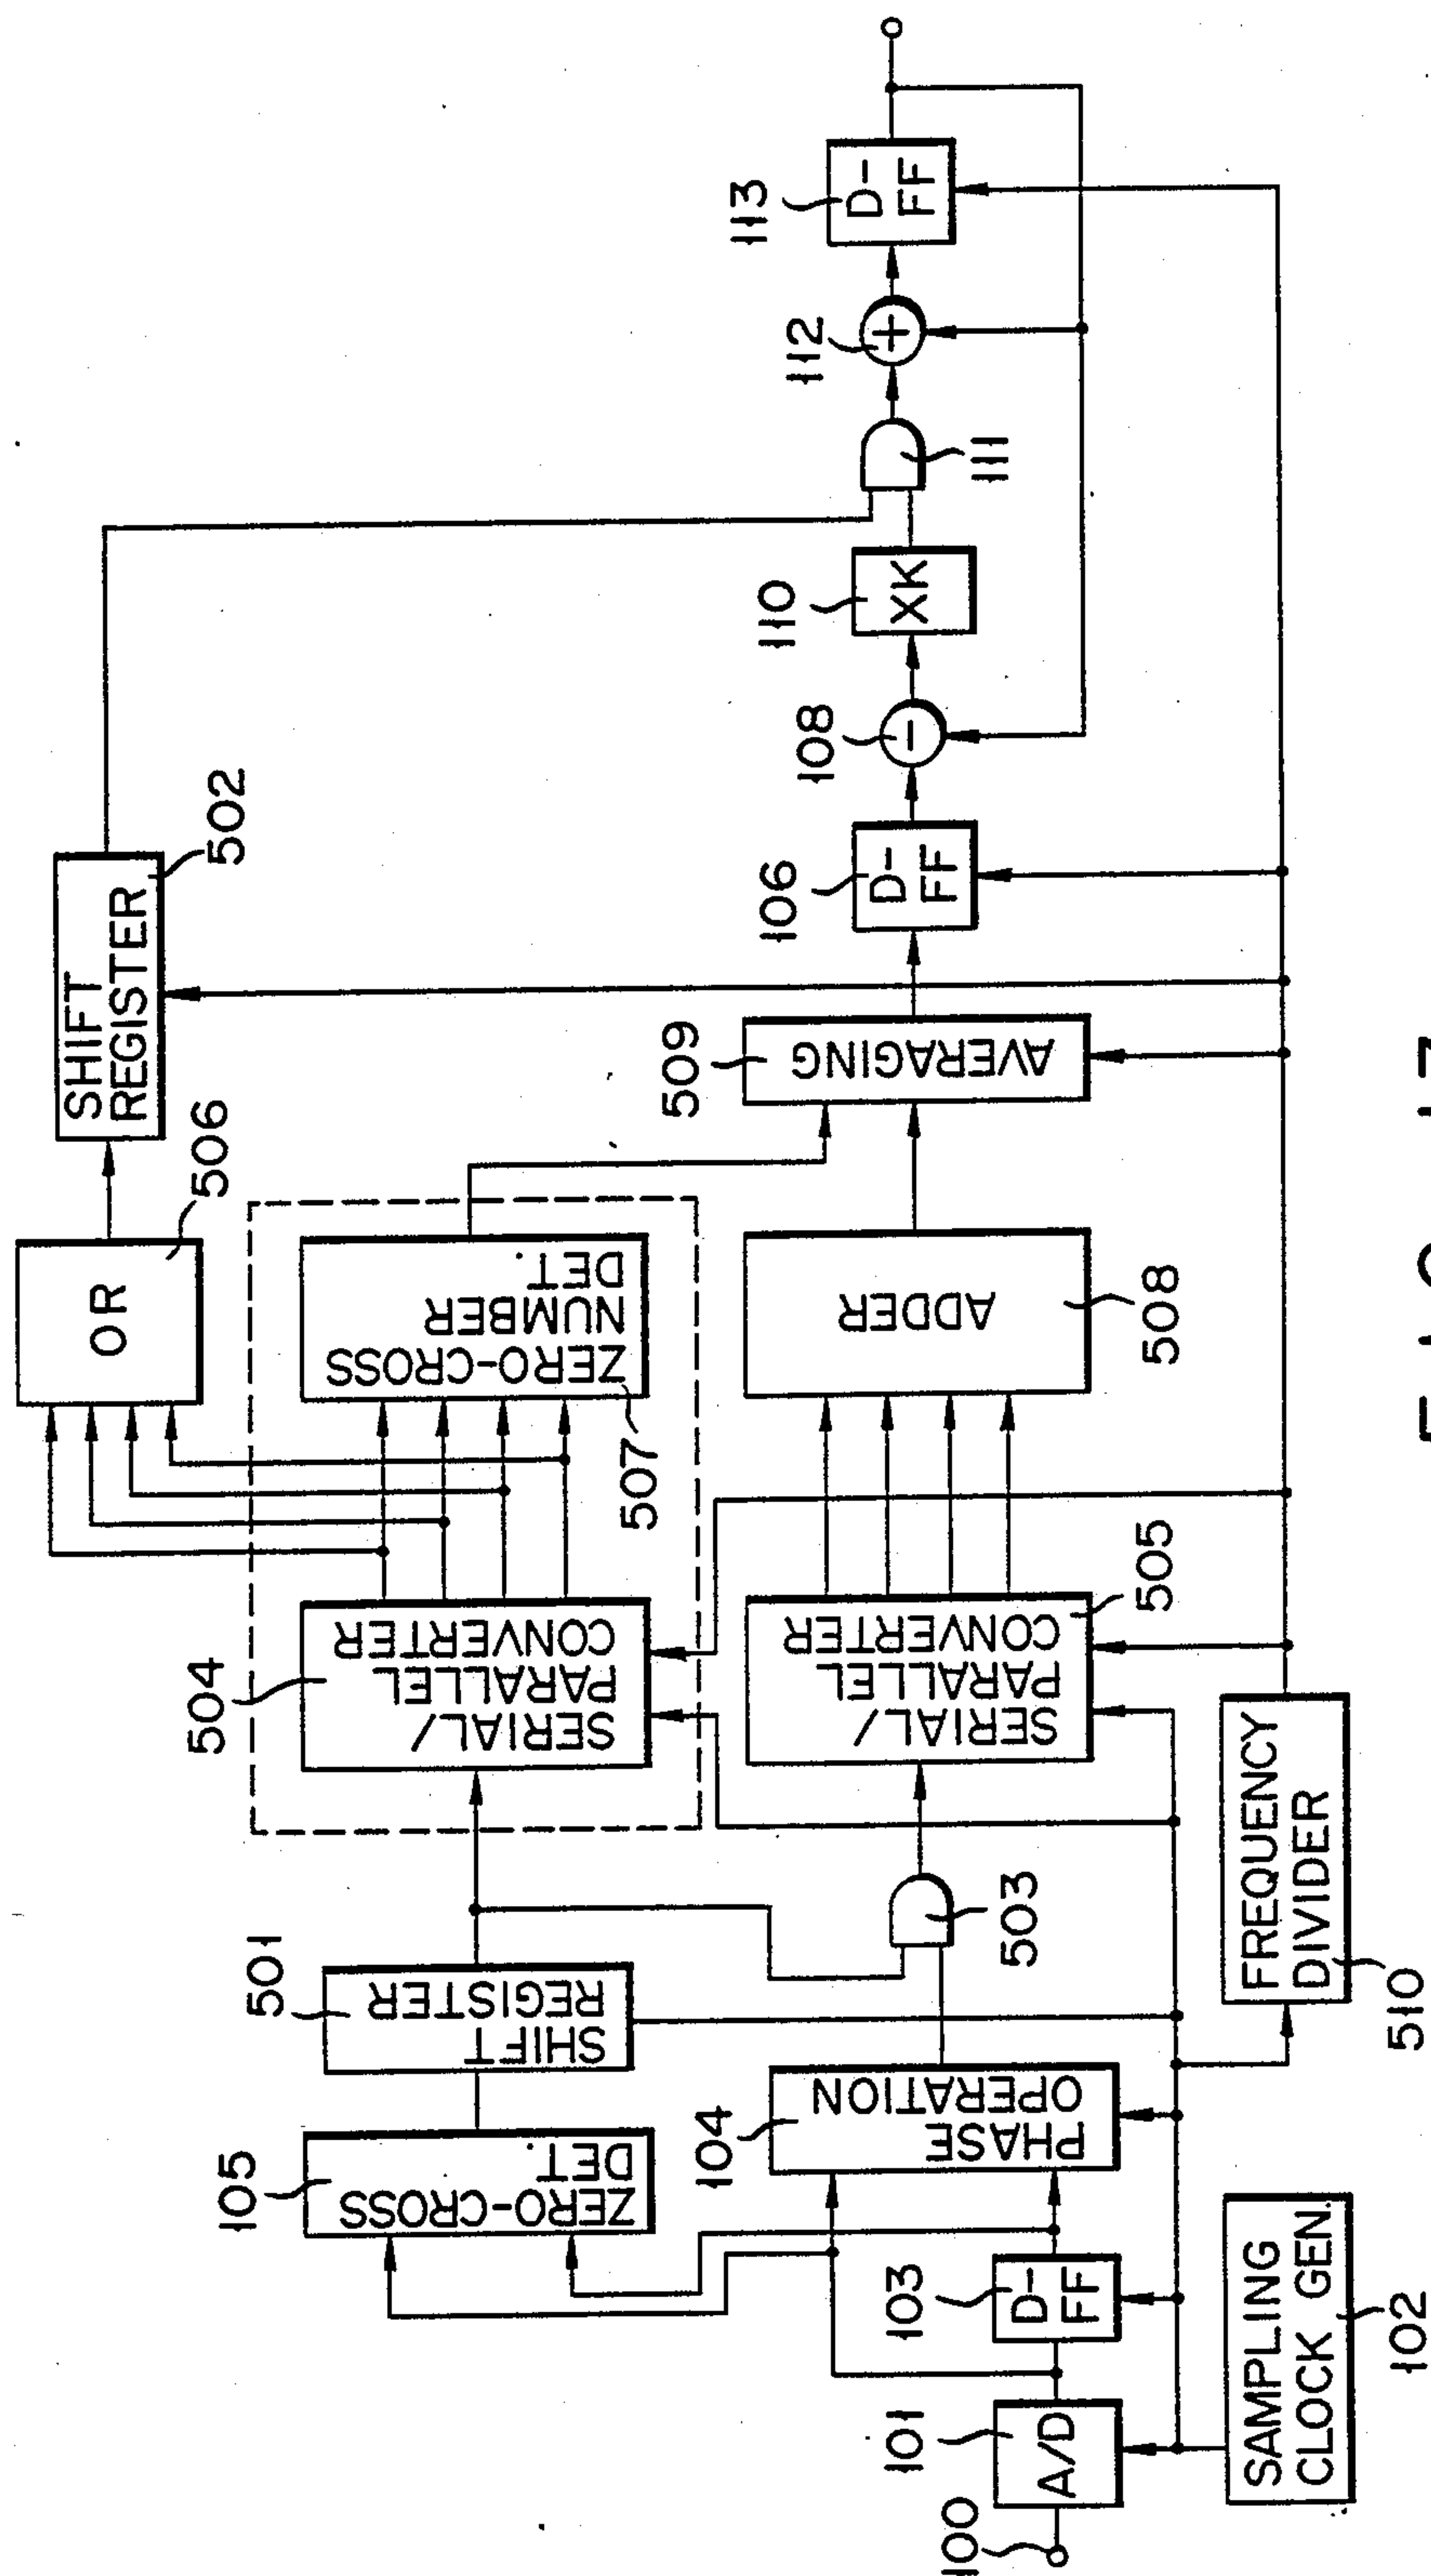 OR
506
SHIFT
REGISTER
502
105
ZERO-CROSS
DET.
501
SHIFT
REGISTER
504
SERIAL/
PARALLEL
CONVERTER
ZERO-CROSS
NUMBER
DET.
507
104
PHASE
OPERATION
503
SERIAL/
PARALLEL
CONVERTER
505
ADDER
508
509
AVERAGING
106
D-
FF
108
110
XK
111
112
113
D-
FF
100
101
A/D
103
D-
FF
SAMPLING
CLOCK GEN.
102
FREQUENCY
DIVIDER
510